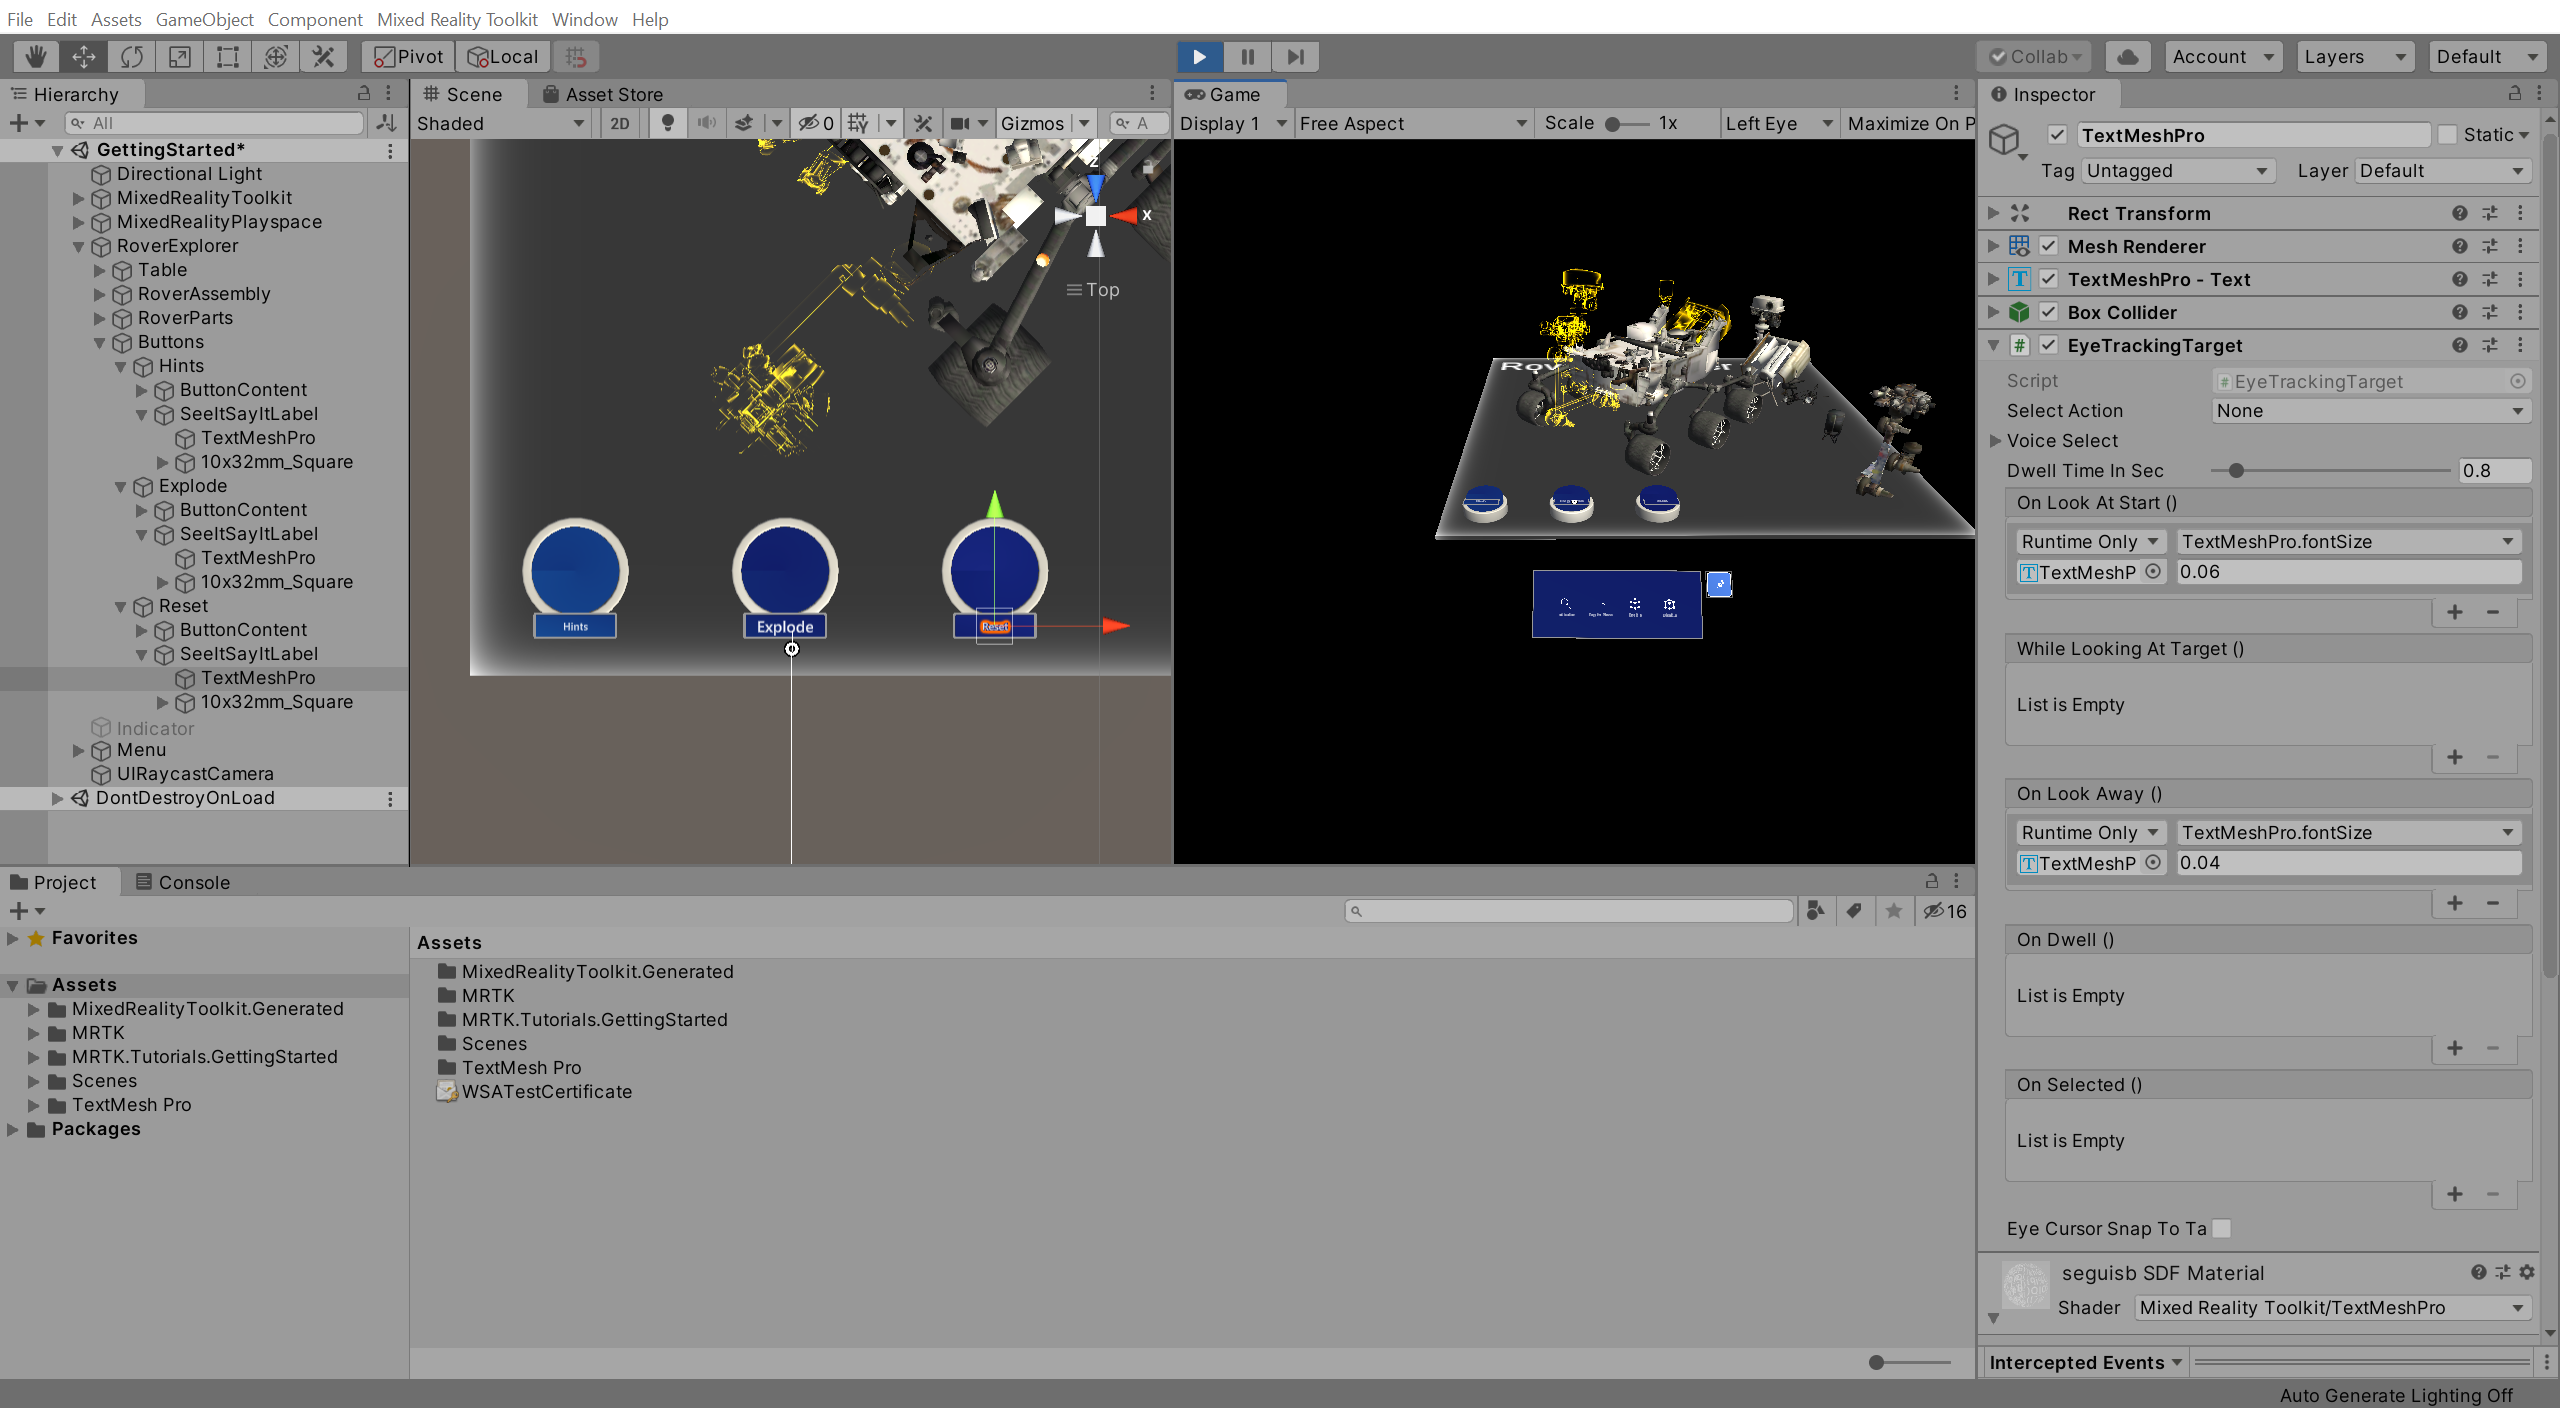 File Edit Assets GameObject Component Mixed Reality Toolkit Window Help
Pivot Local
Collab Account Layers Default
Hierarchy
All
GettingStarted*
Directional Light
MixedRealityToolkit
MixedRealityPlayspace
RoverExplorer
Table
RoverAssembly
RoverParts
Buttons
Hints
ButtonContent
SeeItSayItLabel
TextMeshPro
10x32mm_Square
Explode
ButtonContent
SeeItSayItLabel
TextMeshPro
10x32mm_Square
Reset
ButtonContent
SeeItSayItLabel
TextMeshPro
10x32mm_Square
Indicator
Menu
UIRaycastCamera
DontDestroyOnLoad
Scene Asset Store
Shaded 2D 0 Gizmos A
Z
x
Top
Hints
Explode
Reset
Game
Display 1 Free Aspect Scale 1x Left Eye Maximize On P
Inspector
TextMeshPro Static
Tag Untagged Layer Default
Rect Transform
Mesh Renderer
TextMeshPro - Text
Box Collider
EyeTrackingTarget
Script EyeTrackingTarget
Select Action None
Voice Select
Dwell Time In Sec 0.8
On Look At Start ()
Runtime Only TextMeshPro.fontSize
TextMeshP 0.06
While Looking At Target ()
List is Empty
On Look Away ()
Runtime Only TextMeshPro.fontSize
TextMeshP 0.04
On Dwell ()
List is Empty
On Selected ()
List is Empty
Eye Cursor Snap To Ta
seguisb SDF Material
Shader Mixed Reality Toolkit/TextMeshPro
Intercepted Events
Project Console
16
Favorites
Assets
MixedRealityToolkit.Generated
MRTK
MRTK.Tutorials.GettingStarted
Scenes
TextMesh Pro
Packages
Assets
MixedRealityToolkit.Generated
MRTK
MRTK.Tutorials.GettingStarted
Scenes
TextMesh Pro
WSATestCertificate
Auto Generate Lighting Off